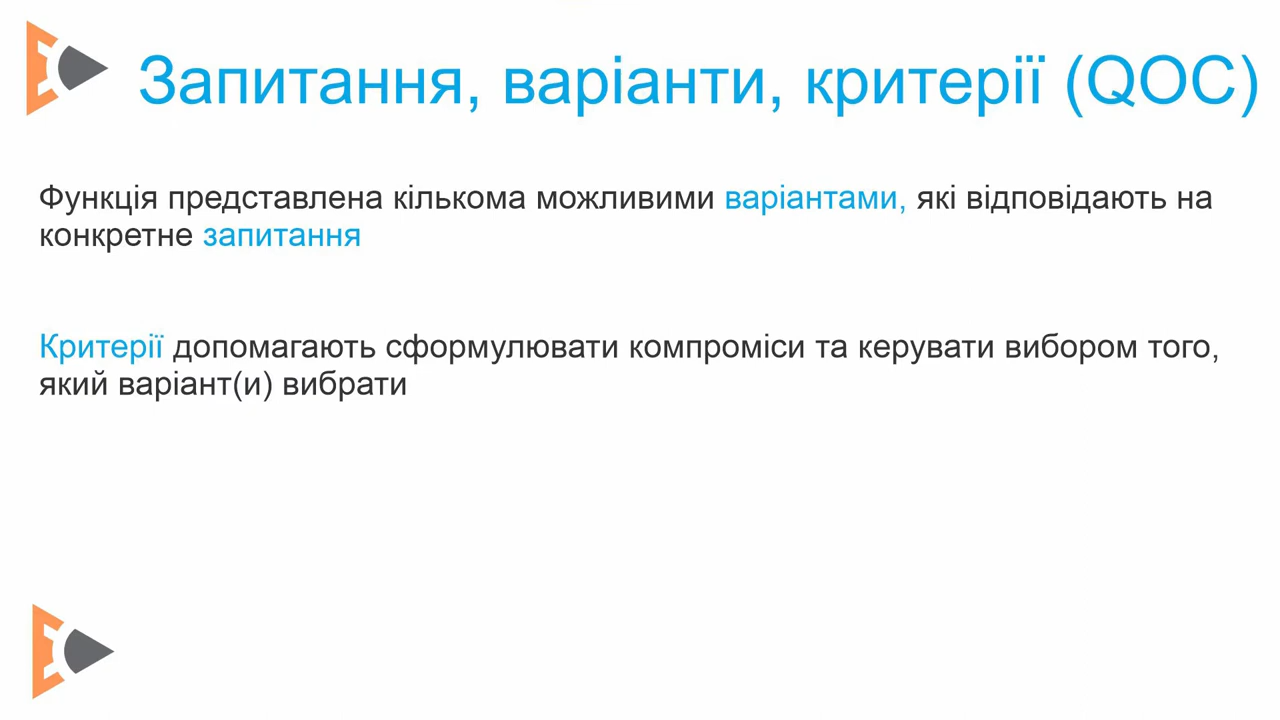 Запитання, варіанти, критерії (QOC)
Функція представлена кількома можливими варіантами, які відповідають на
конкретне запитання
Критерії допомагають сформулювати компроміси та керувати вибором того,
який варіант(и) вибрати